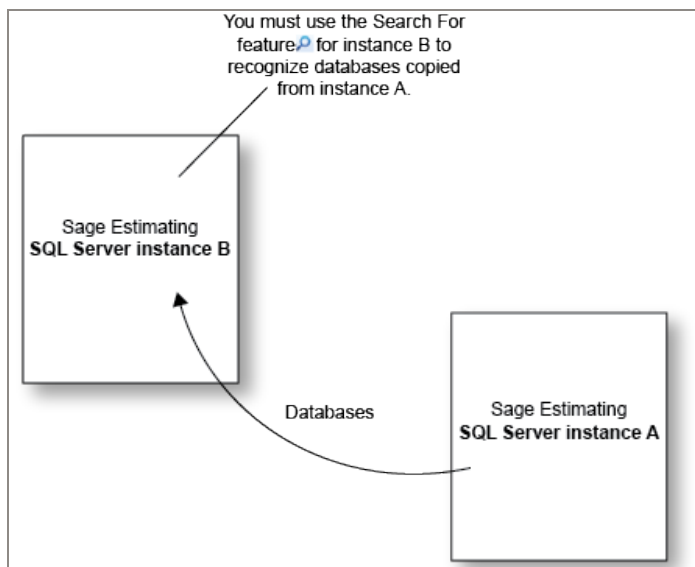 You must use the Search For
feature for instance B to
recognize databases copied
from instance A.
Sage Estimating
SQL Server instance B
Databases
Sage Estimating
SQL Server instance A